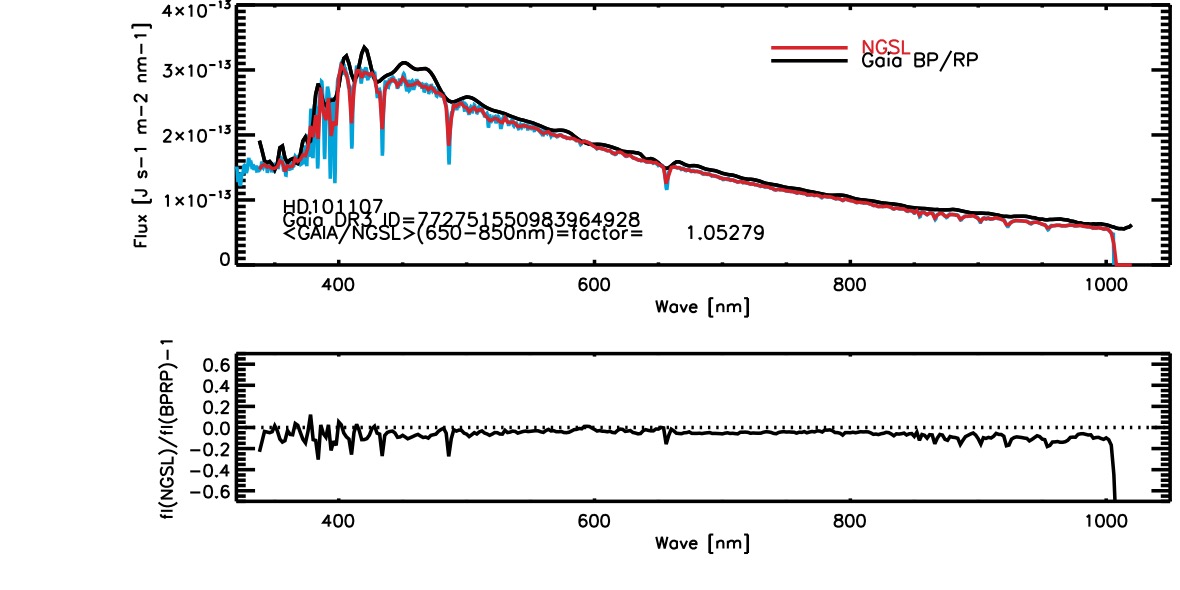 4×10−13
3×10−13
2×10−13
1×10−13
0
Flux [J s−1 m−2 nm−1]
NGSL
Gaia BP/RP
HD101107
Gaia DR3 ID=772751550983964928
<GAIA/NGSL>(650−850nm)=factor= 1.05279
400 600 800 1000
Wave [nm]
fl(NGSL)/fl(BPRP)−1
0.6
0.4
0.2
0.0
−0.2
−0.4
−0.6
400 600 800 1000
Wave [nm]